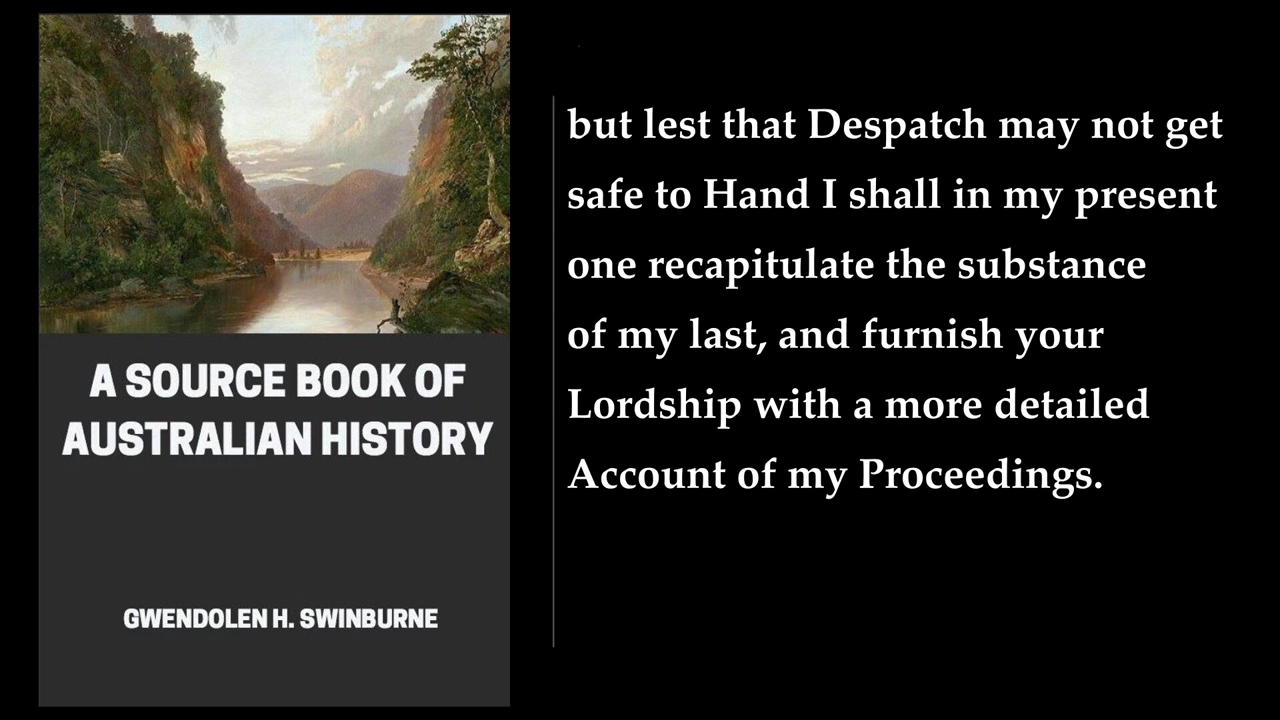 A SOURCE BOOK OF
AUSTRALIAN HISTORY
GWENDOLEN H. SWINBURNE
but lest that Despatch may not get
safe to Hand I shall in my present
one recapitulate the substance
of my last, and furnish your
Lordship with a more detailed
Account of my Proceedings.